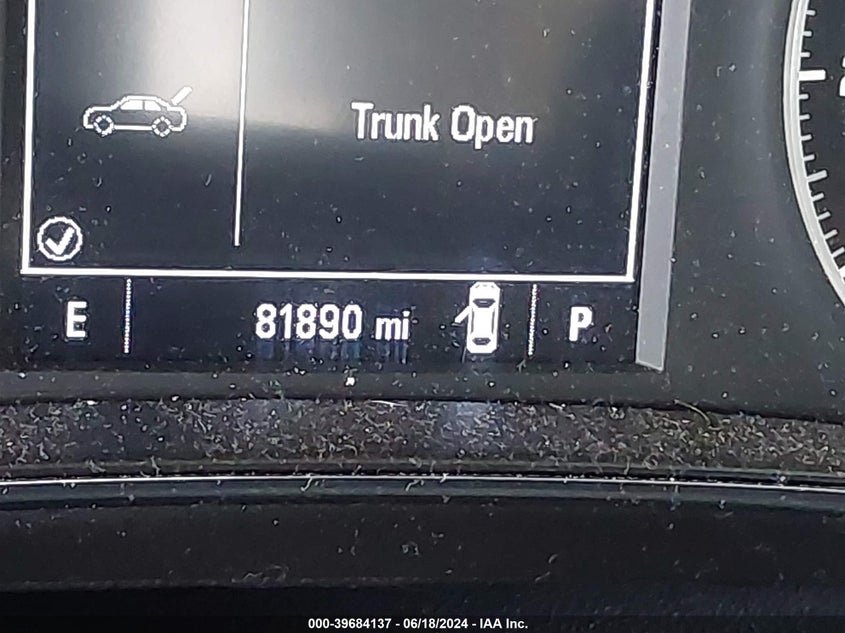 Trunk Open
E 81890 mi P
000-39684137 - 06/18/2024 - IAA Inc.